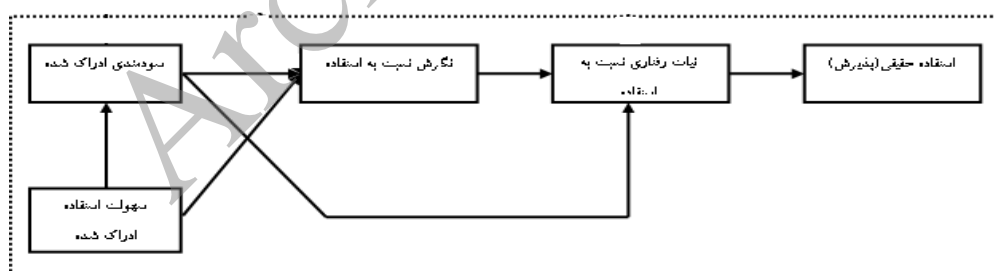 سودمندی ادراک شده
نگرش نسبت به استفاده
نیات رفتاری نسبت به
استفاده
استفاده حقیقی(پذیرش)
سهولت استفاده
ادراک شده